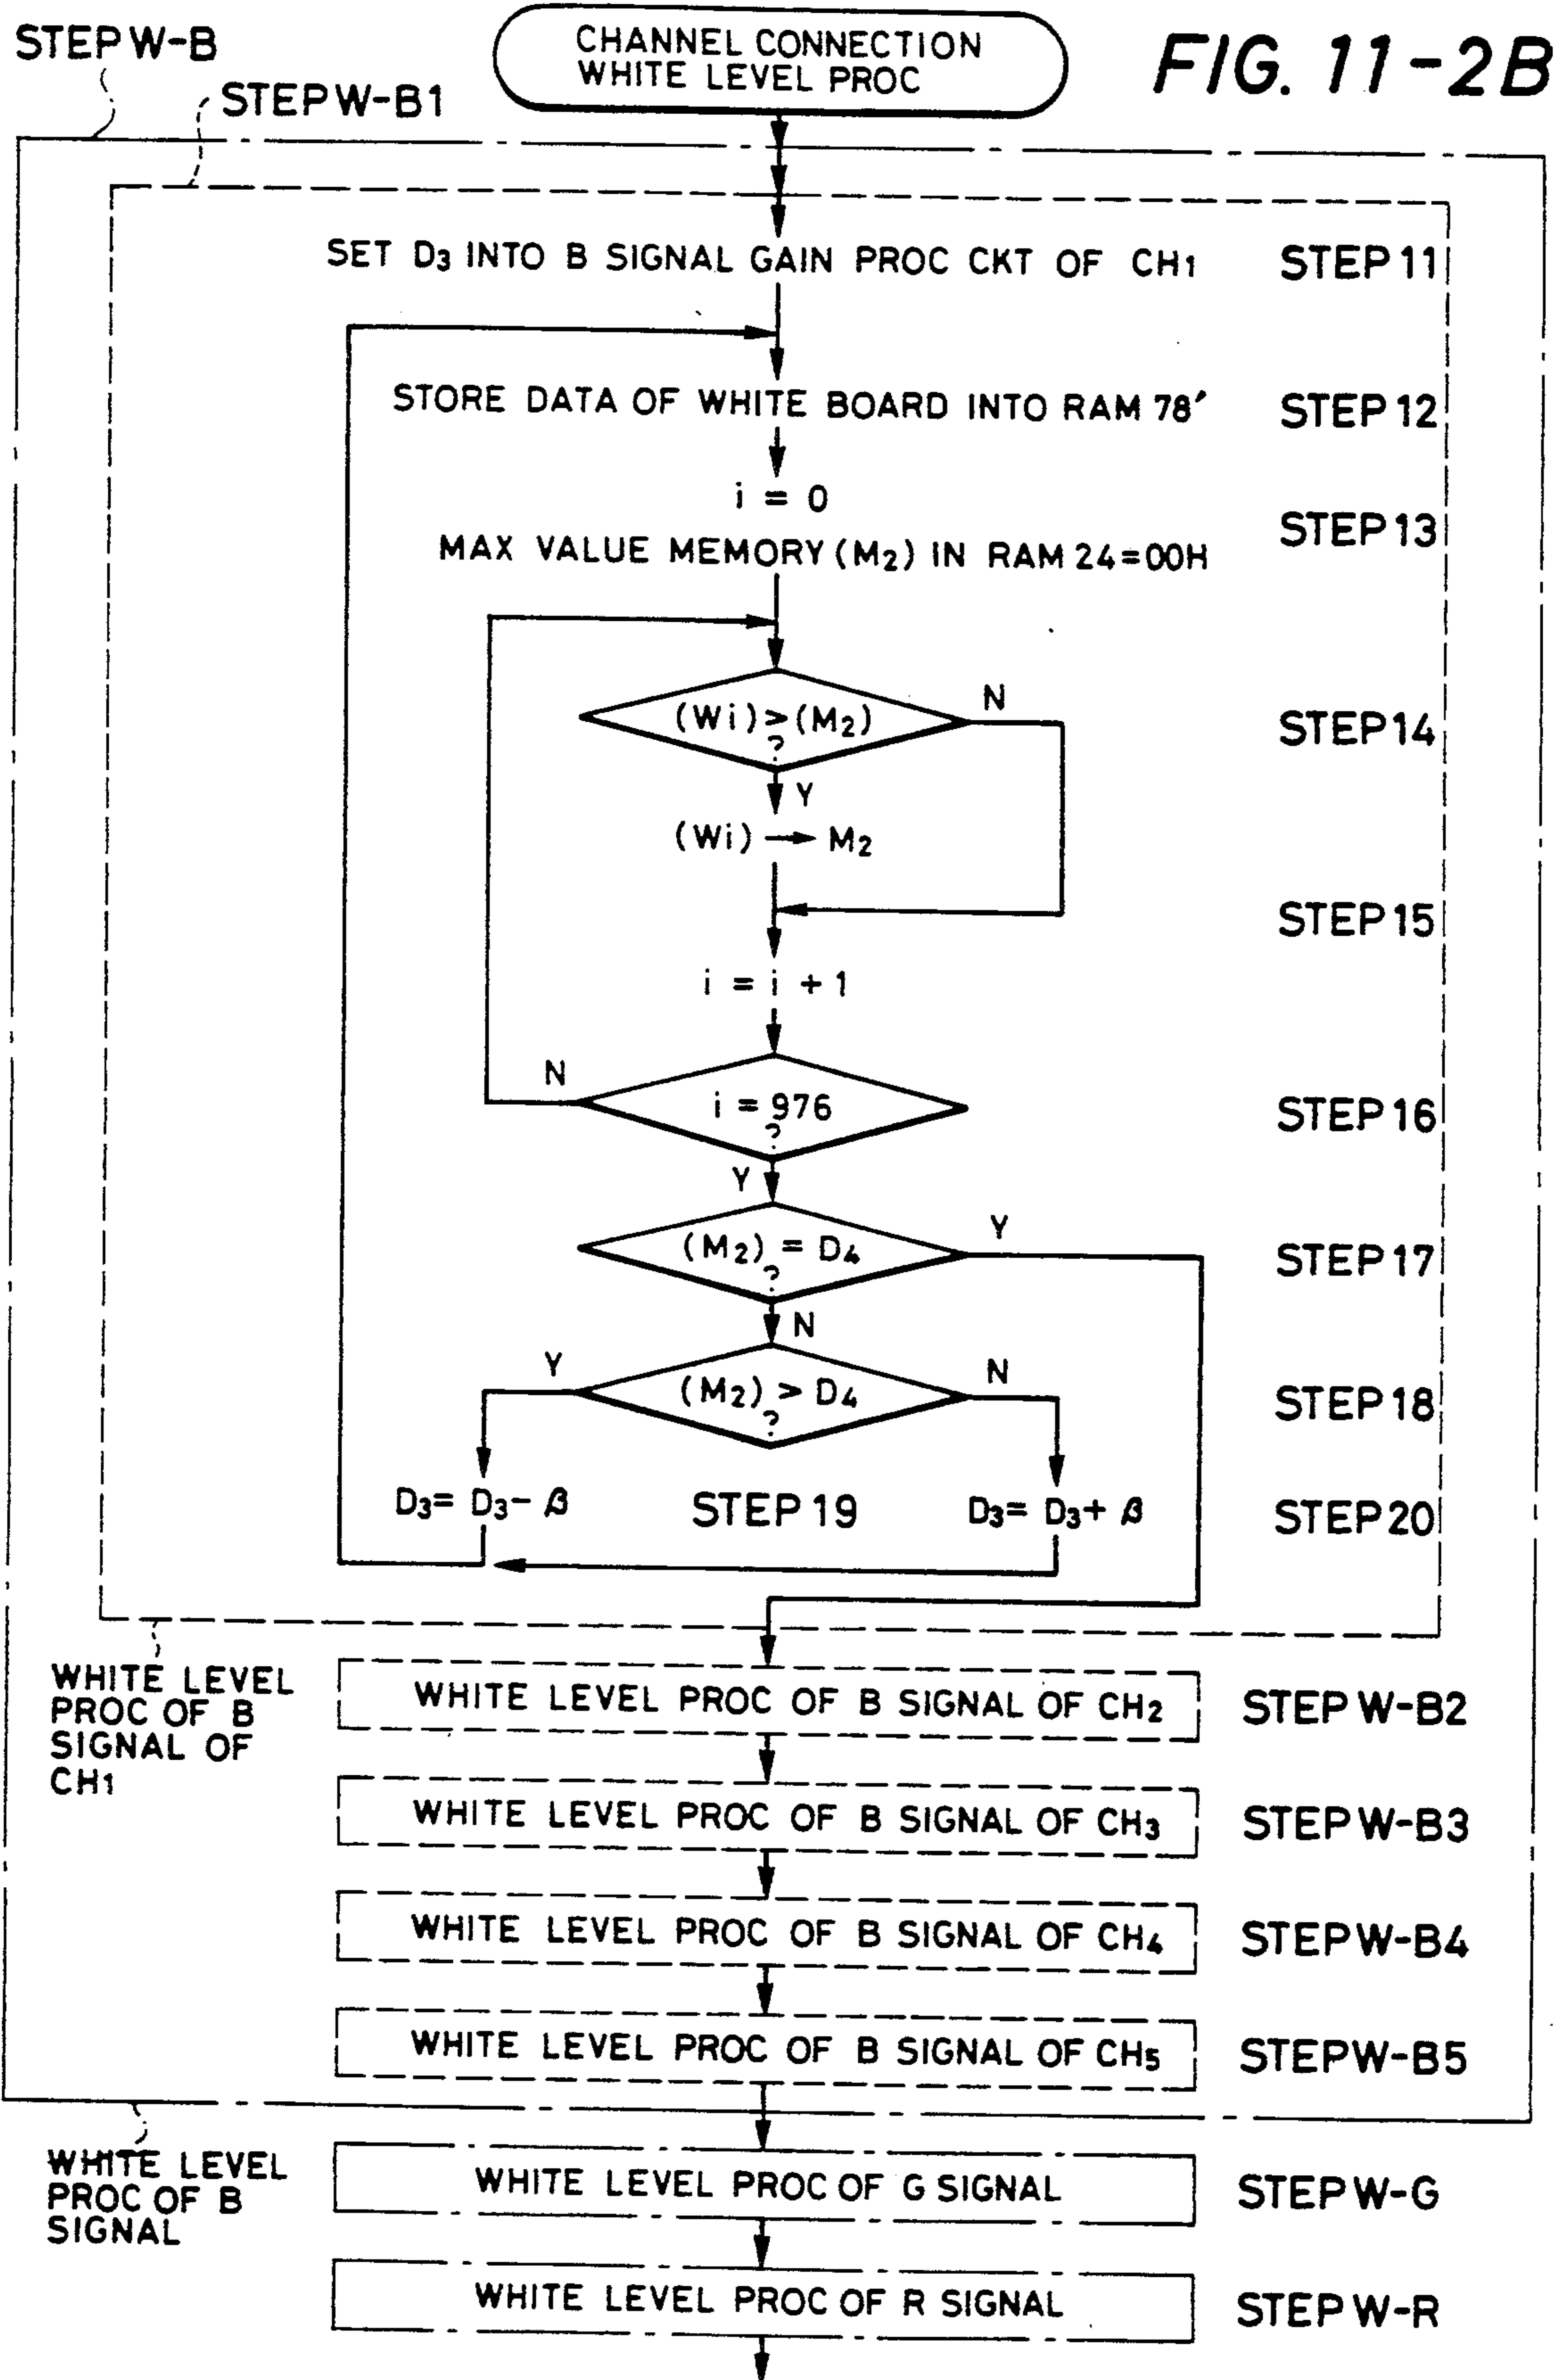 STEP W-B
CHANNEL CONNECTION
WHITE LEVEL PROC
FIG. 11-2B
STEP W-B1
SET D3 INTO B SIGNAL GAIN PROC CKT OF CH1
STEP 11
STORE DATA OF WHITE BOARD INTO RAM 78′
STEP 12
i = 0
MAX VALUE MEMORY (M2) IN RAM 24=00H
STEP 13
(Wi) > (M2)
?
N
STEP 14
Y
(Wi) → M2
STEP 15
i = i + 1
N
i = 976
?
STEP 16
Y
(M2) = D4
?
Y
STEP 17
N
Y
(M2) > D4
?
N
STEP 18
D3= D3- β
STEP 19
D3= D3+ β
STEP 20
WHITE LEVEL
PROC OF B
SIGNAL OF
CH1
WHITE LEVEL PROC OF B SIGNAL OF CH2
STEP W-B2
WHITE LEVEL PROC OF B SIGNAL OF CH3
STEP W-B3
WHITE LEVEL PROC OF B SIGNAL OF CH4
STEP W-B4
WHITE LEVEL PROC OF B SIGNAL OF CH5
STEP W-B5
WHITE LEVEL
PROC OF B
SIGNAL
WHITE LEVEL PROC OF G SIGNAL
STEP W-G
WHITE LEVEL PROC OF R SIGNAL
STEP W-R